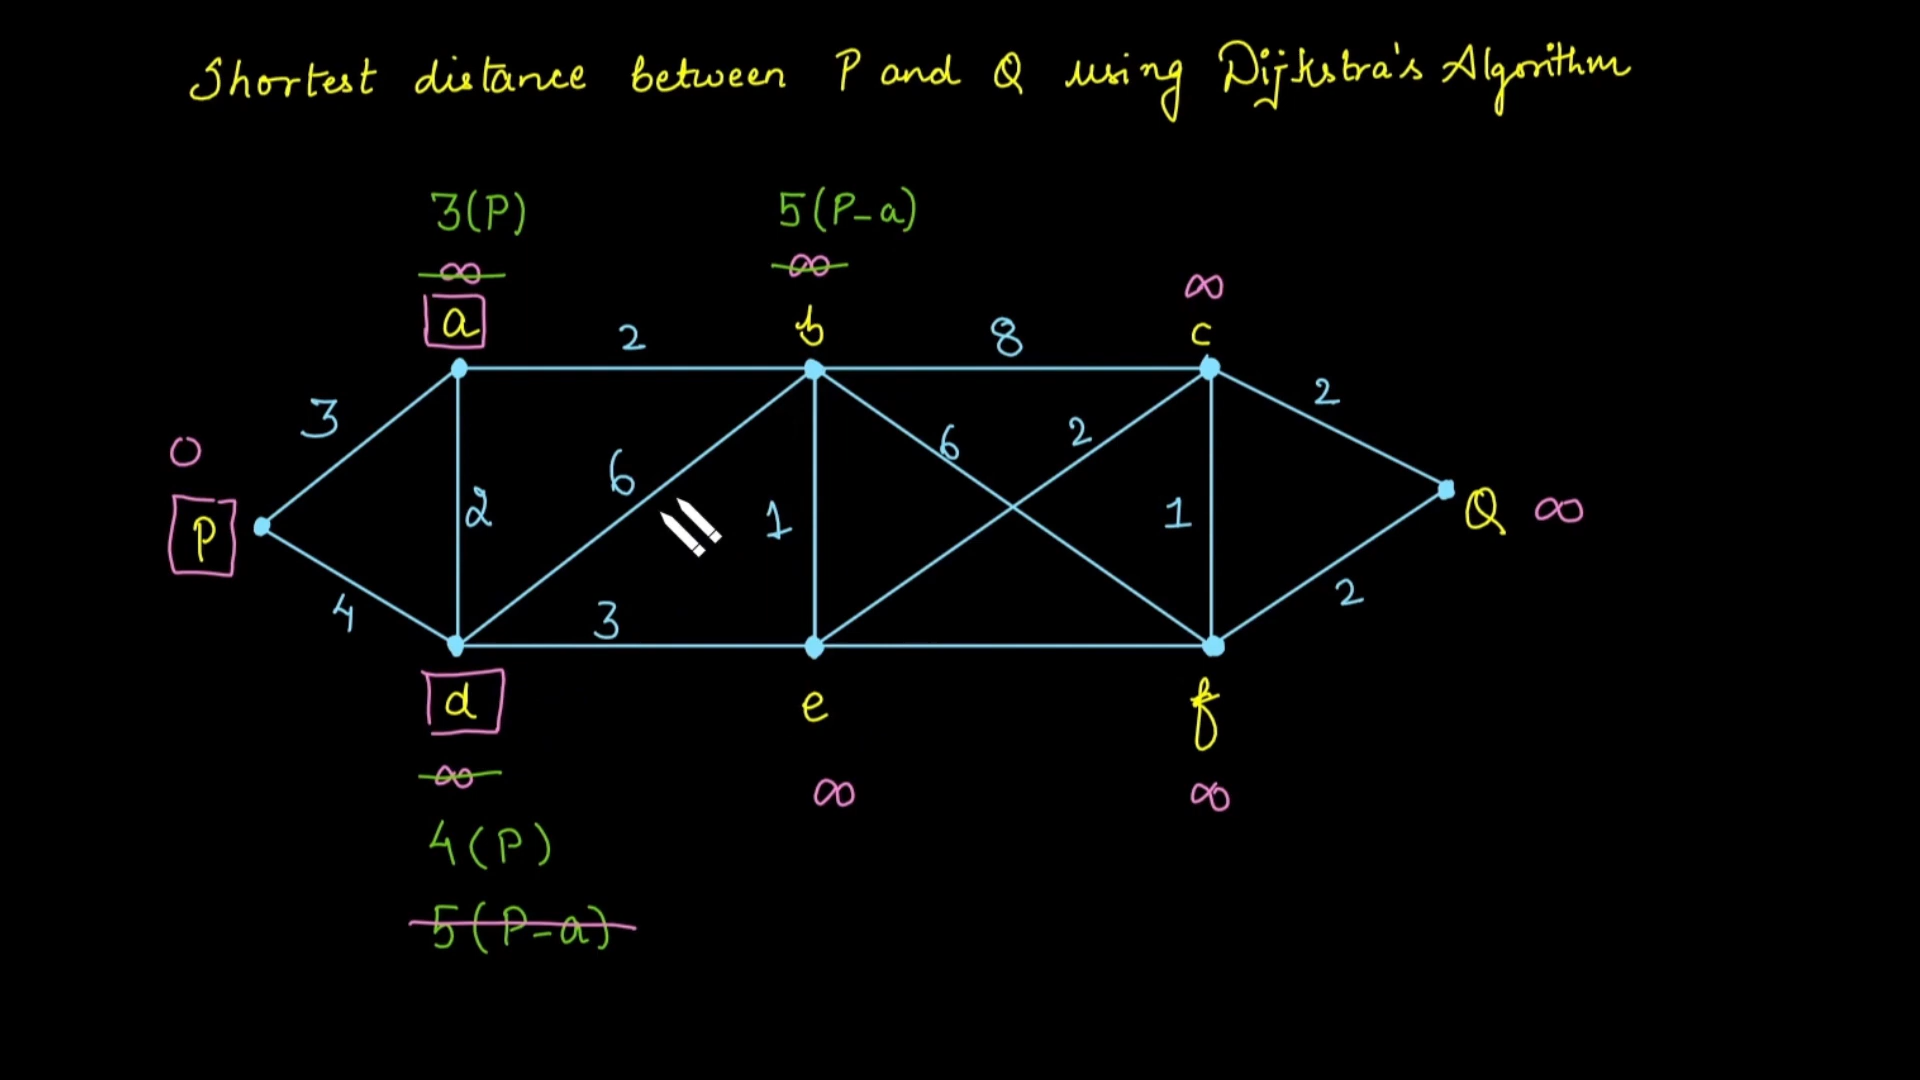 Shortest distance between P and Q using Dijkstra's Algorithm
3(P) 5(P-a)
∞ ∞ ∞
a 2 b 8 c
3 2
0 6 6 2
P 2 1 1 Q ∞
4 3 2
d e f
∞ ∞ ∞
4(P)
5(P-a)